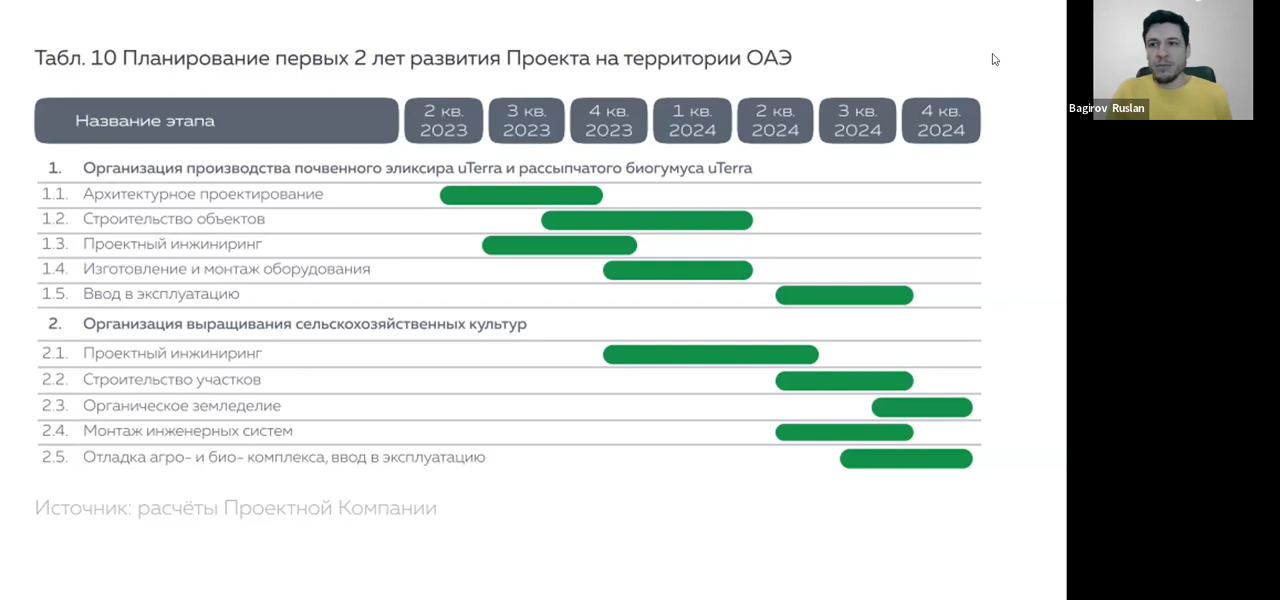 Табл. 10 Планирование первых 2 лет развития Проекта на территории ОАЭ
Bagirov Ruslan
Название этапа
2 кв. 2023
3 кв. 2023
4 кв. 2023
1 кв. 2024
2 кв. 2024
3 кв. 2024
4 кв. 2024
1. Организация производства почвенного эликсира uTerra и рассыпчатого биогумуса uTerra
1.1. Архитектурное проектирование
1.2. Строительство объектов
1.3. Проектный инжиниринг
1.4. Изготовление и монтаж оборудования
1.5. Ввод в эксплуатацию
2. Организация выращивания сельскохозяйственных культур
2.1. Проектный инжиниринг
2.2. Строительство участков
2.3. Органическое земледелие
2.4. Монтаж инженерных систем
2.5. Отладка агро- и био- комплекса, ввод в эксплуатацию
Источник: расчёты Проектной Компании